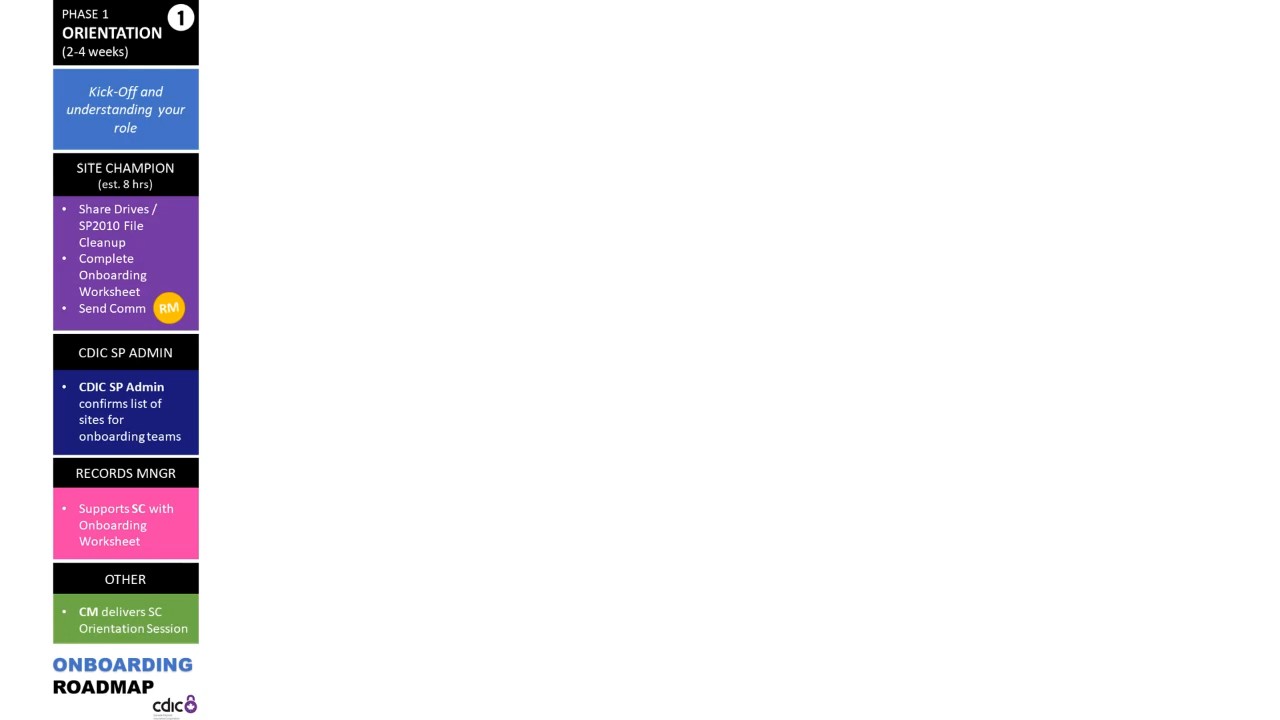 PHASE 1
1
ORIENTATION
(2-4 weeks)
Kick-Off and
understanding your
role
SITE CHAMPION
(est. 8 hrs)
• Share Drives /
SP2010 File
Cleanup
• Complete
Onboarding
Worksheet
• Send Comm
RM
CDIC SP ADMIN
• CDIC SP Admin
confirms list of
sites for
onboarding teams
RECORDS MNGR
• Supports SC with
Onboarding
Worksheet
OTHER
• CM delivers SC
Orientation Session
ONBOARDING
ROADMAP
cdic